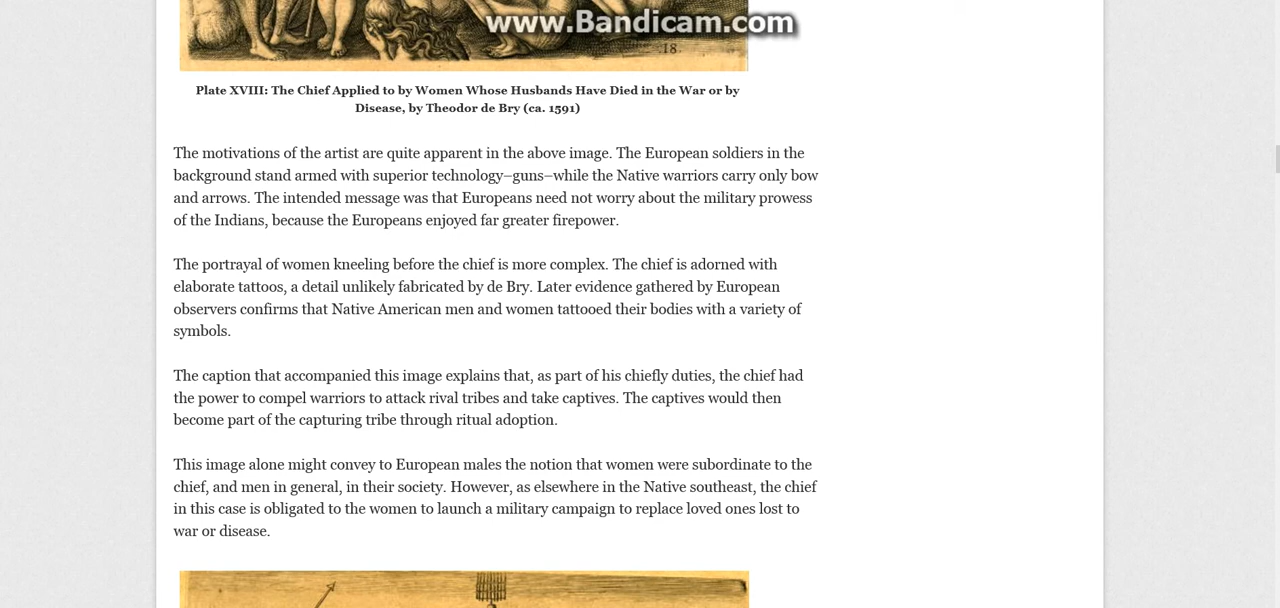 www.Bandicam.com
18.
Plate XVIII: The Chief Applied to by Women Whose Husbands Have Died in the War or by
Disease, by Theodor de Bry (ca. 1591)
The motivations of the artist are quite apparent in the above image. The European soldiers in the
background stand armed with superior technology–guns–while the Native warriors carry only bow
and arrows. The intended message was that Europeans need not worry about the military prowess
of the Indians, because the Europeans enjoyed far greater firepower.
The portrayal of women kneeling before the chief is more complex. The chief is adorned with
elaborate tattoos, a detail unlikely fabricated by de Bry. Later evidence gathered by European
observers confirms that Native American men and women tattooed their bodies with a variety of
symbols.
The caption that accompanied this image explains that, as part of his chiefly duties, the chief had
the power to compel warriors to attack rival tribes and take captives. The captives would then
become part of the capturing tribe through ritual adoption.
This image alone might convey to European males the notion that women were subordinate to the
chief, and men in general, in their society. However, as elsewhere in the Native southeast, the chief
in this case is obligated to the women to launch a military campaign to replace loved ones lost to
war or disease.